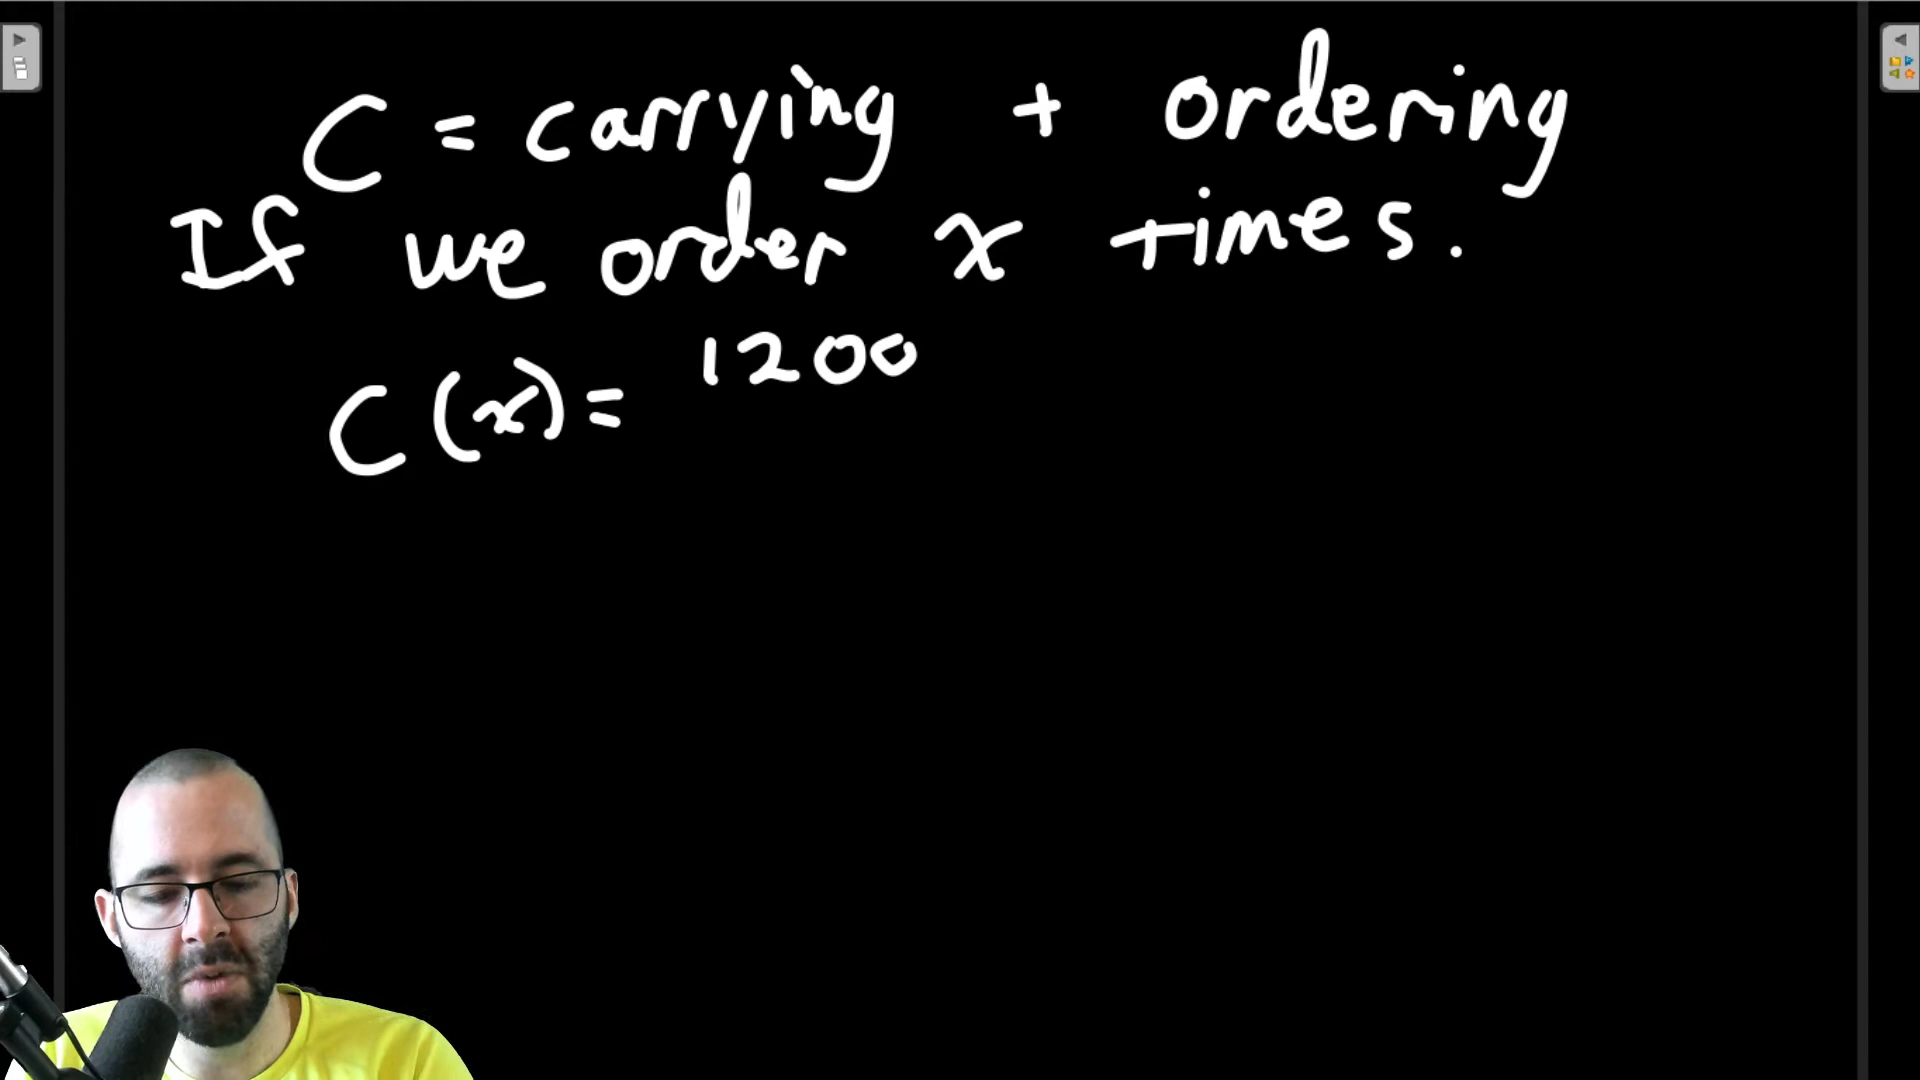 C = carrying + ordering
If we order x times.
C(x) = 1200